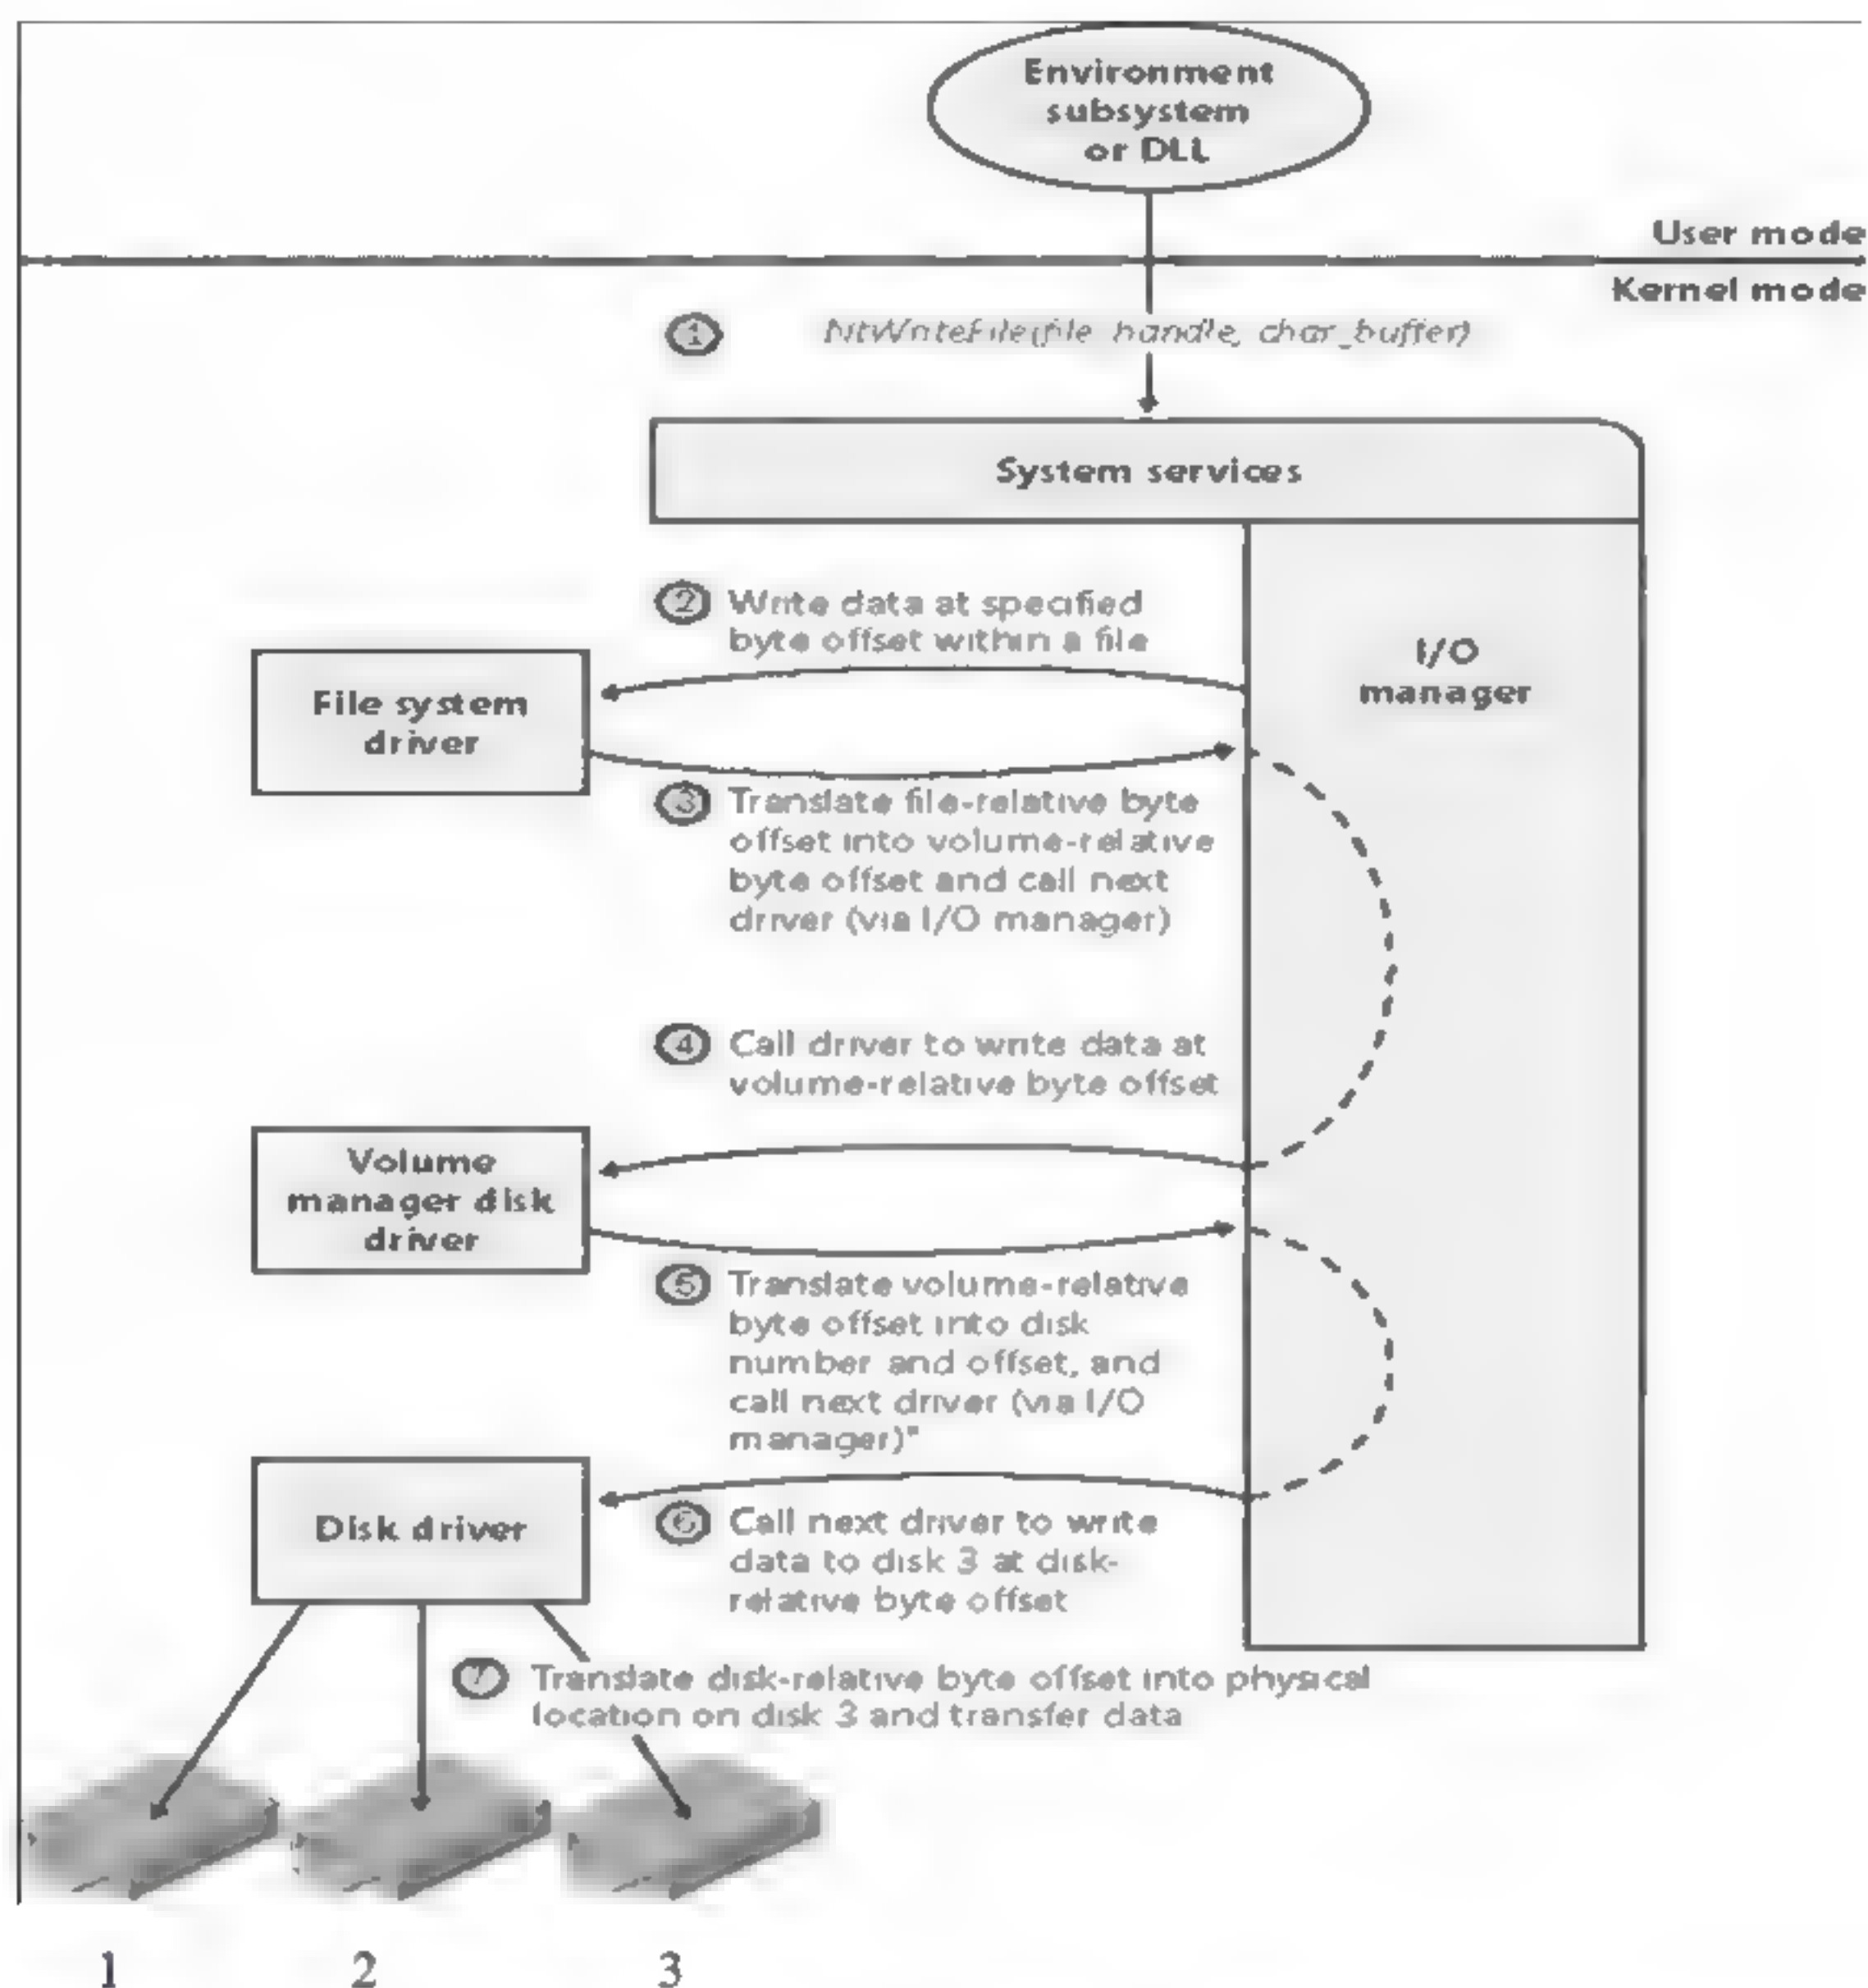 Environment
subsystem
or DLL
User mode
Kernel mode
1 NtWriteFile(file_handle, char_buffer)
System services
2 Write data at specified
byte offset within a file
I/O
manager
File system
driver
3 Translate file-relative byte
offset into volume-relative
byte offset and call next
driver (via I/O manager)
4 Call driver to write data at
volume-relative byte offset
Volume
manager disk
driver
5 Translate volume-relative
byte offset into disk
number and offset, and
call next driver (via I/O
manager)"
Disk driver
6 Call next driver to write
data to disk 3 at disk-
relative byte offset
7 Translate disk-relative byte offset into physical
location on disk 3 and transfer data
1 2 3